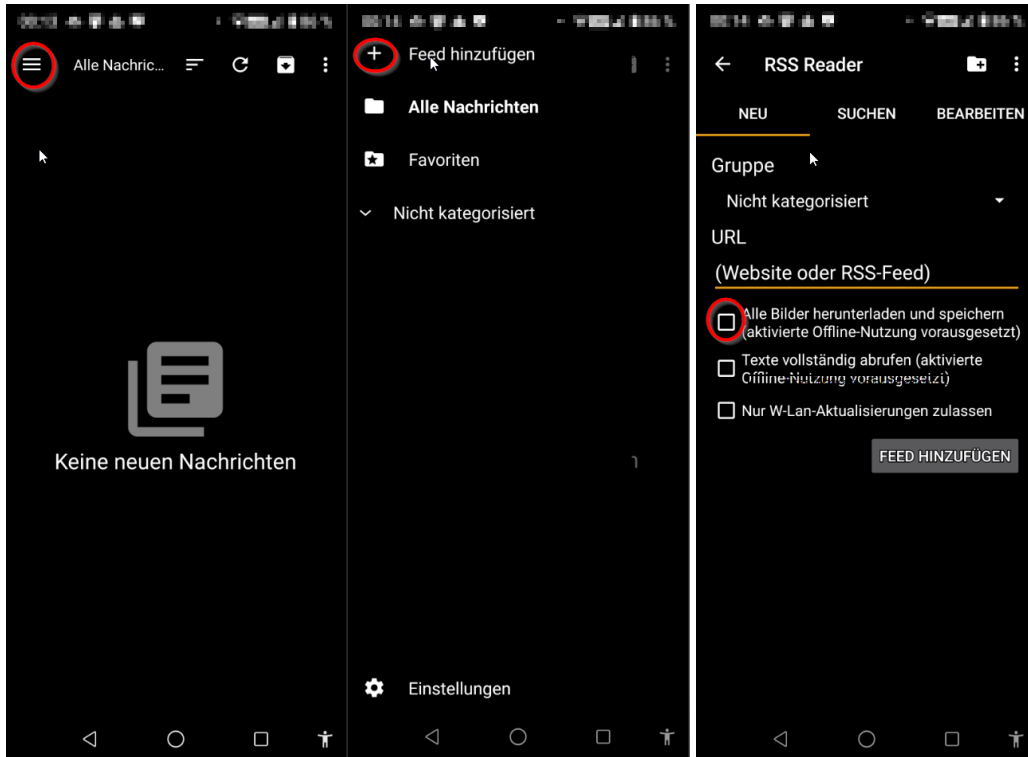 Alle Nachric...
Keine neuen Nachrichten
Feed hinzufügen
Alle Nachrichten
Favoriten
Nicht kategorisiert
Einstellungen
RSS Reader
NEU SUCHEN BEARBEITEN
Gruppe
Nicht kategorisiert
URL
(Website oder RSS-Feed)
Alle Bilder herunterladen und speichern
(aktivierte Offline-Nutzung vorausgesetzt)
Texte vollständig abrufen (aktivierte
Offline-Nutzung vorausgesetzt)
Nur W-Lan-Aktualisierungen zulassen
FEED HINZUFÜGEN